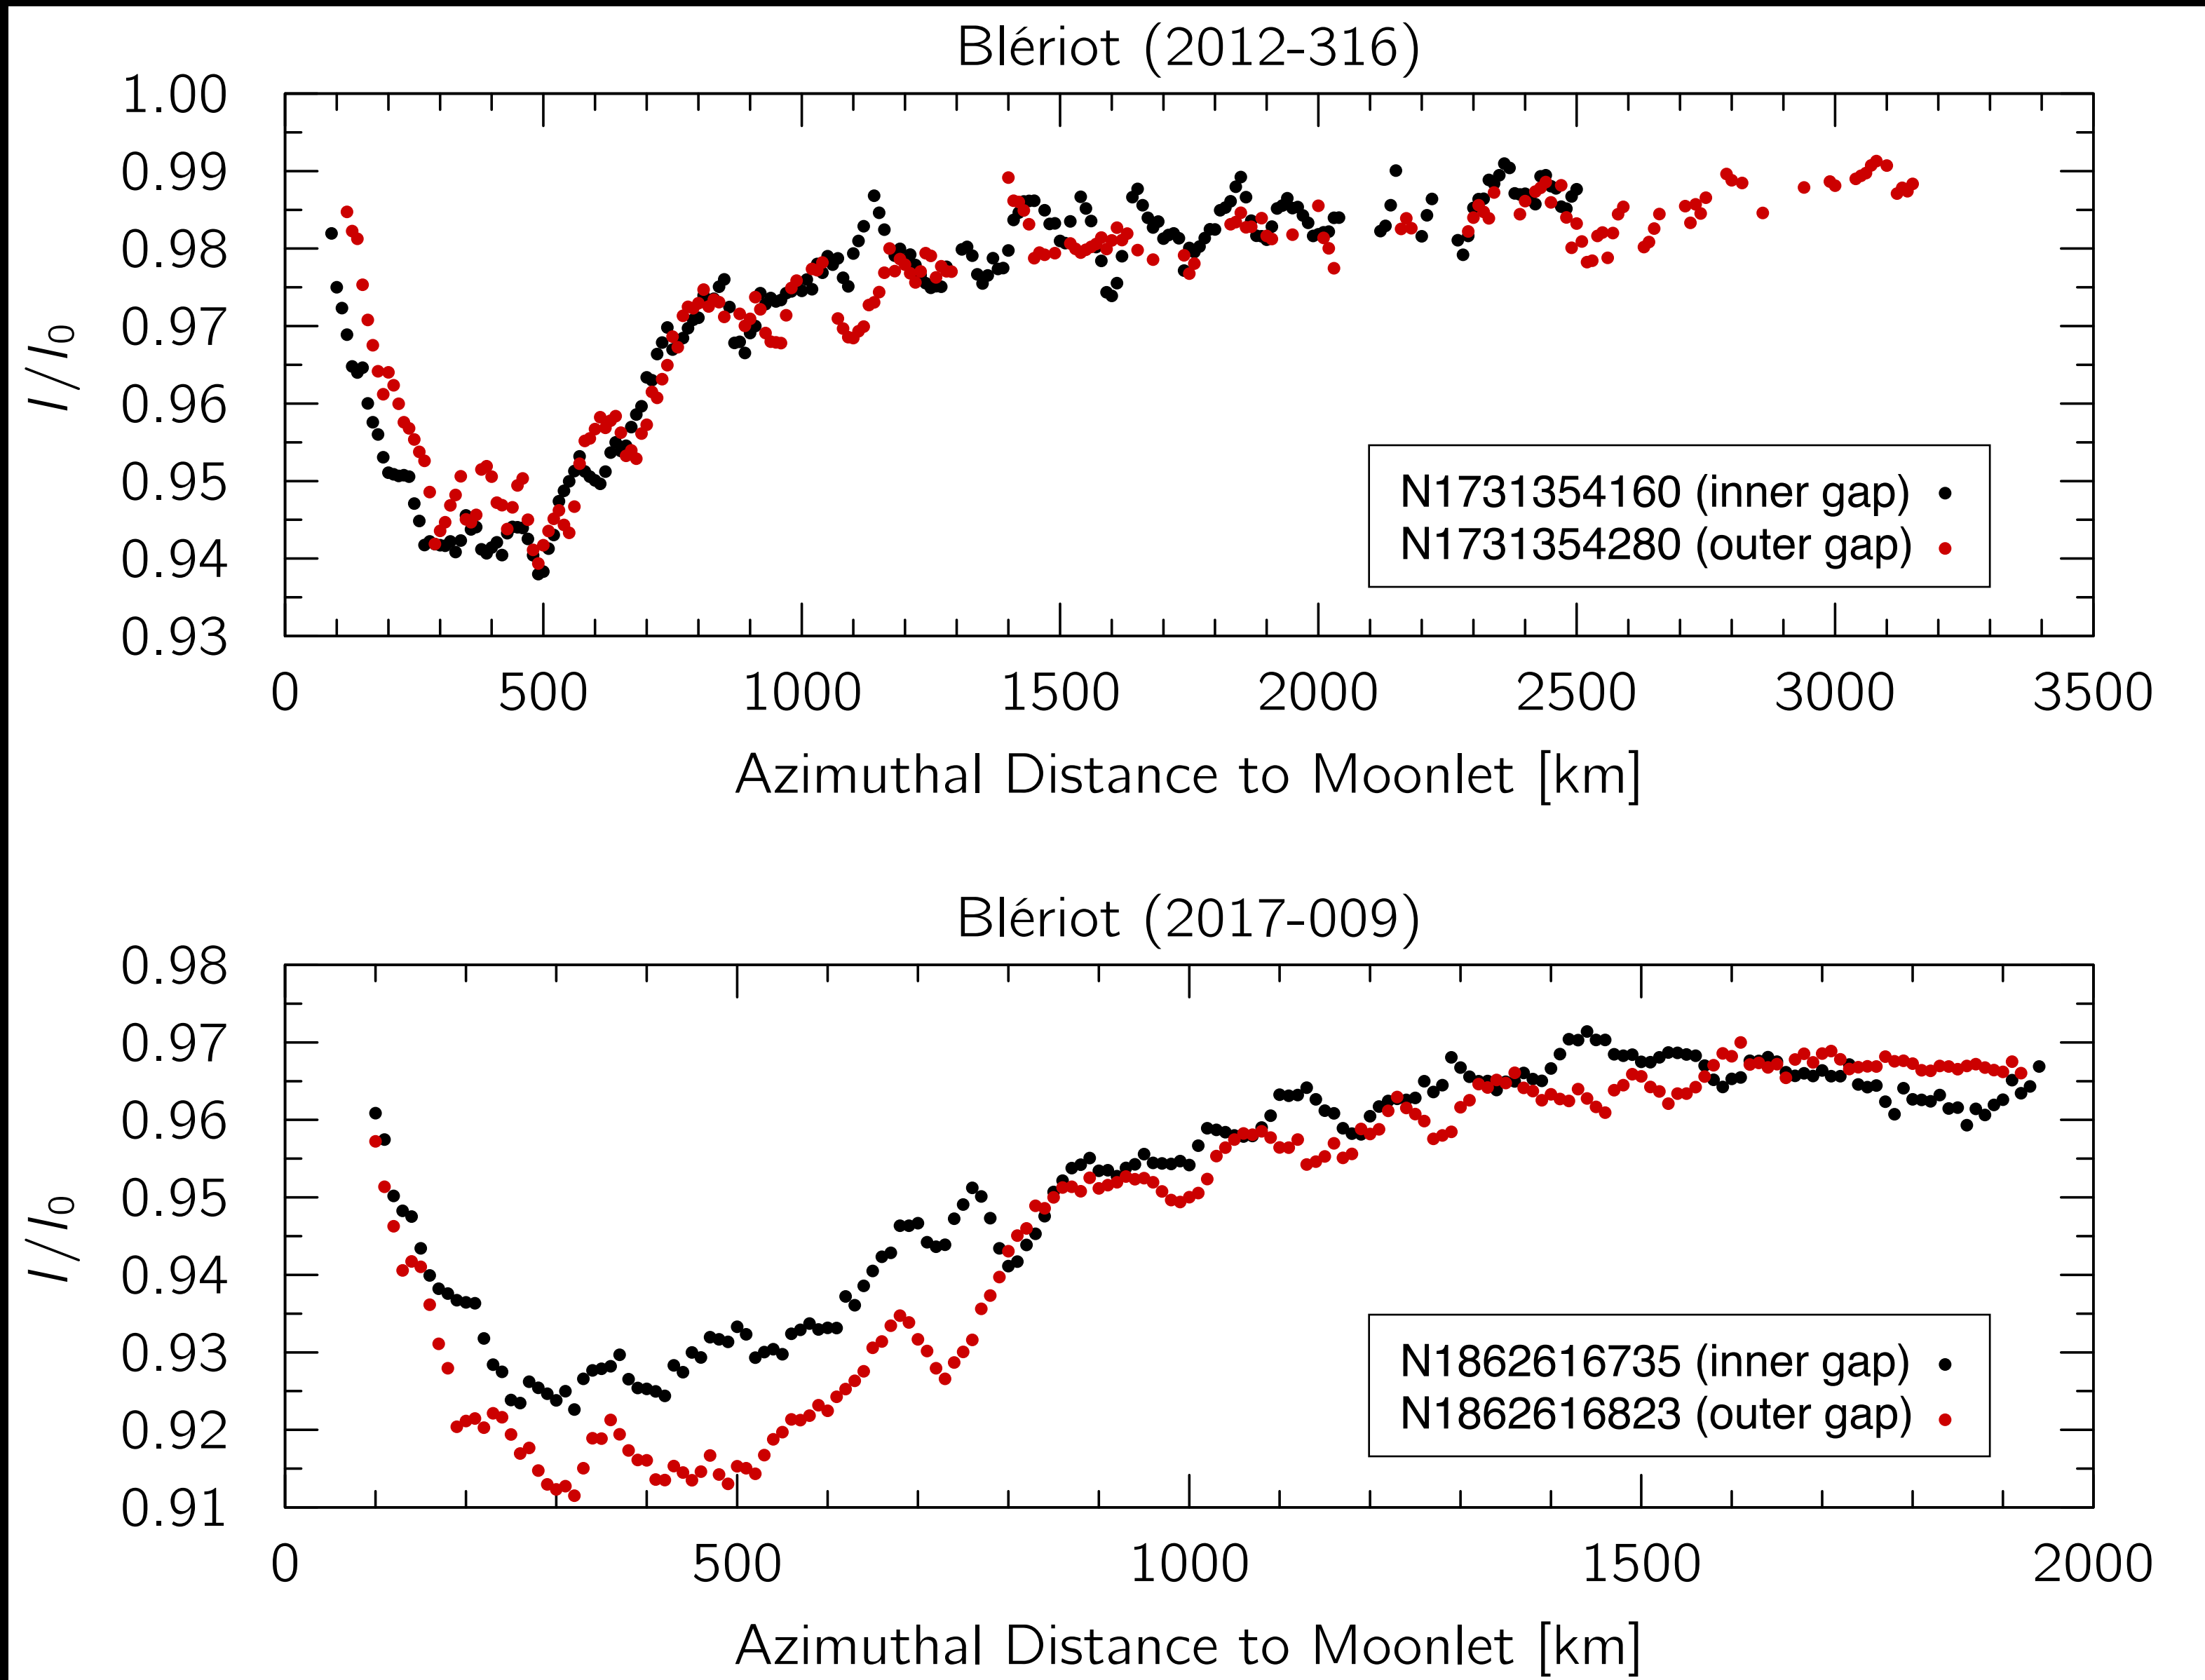 Blériot (2012-316)
1.00
0.99
0.98
0.97
0.96
0.95
0.94
0.93
I/I0
N1731354160 (inner gap)
N1731354280 (outer gap)
0 500 1000 1500 2000 2500 3000 3500
Azimuthal Distance to Moonlet [km]
Blériot (2017-009)
0.98
0.97
0.96
0.95
0.94
0.93
0.92
0.91
I/I0
N1862616735 (inner gap)
N1862616823 (outer gap)
0 500 1000 1500 2000
Azimuthal Distance to Moonlet [km]